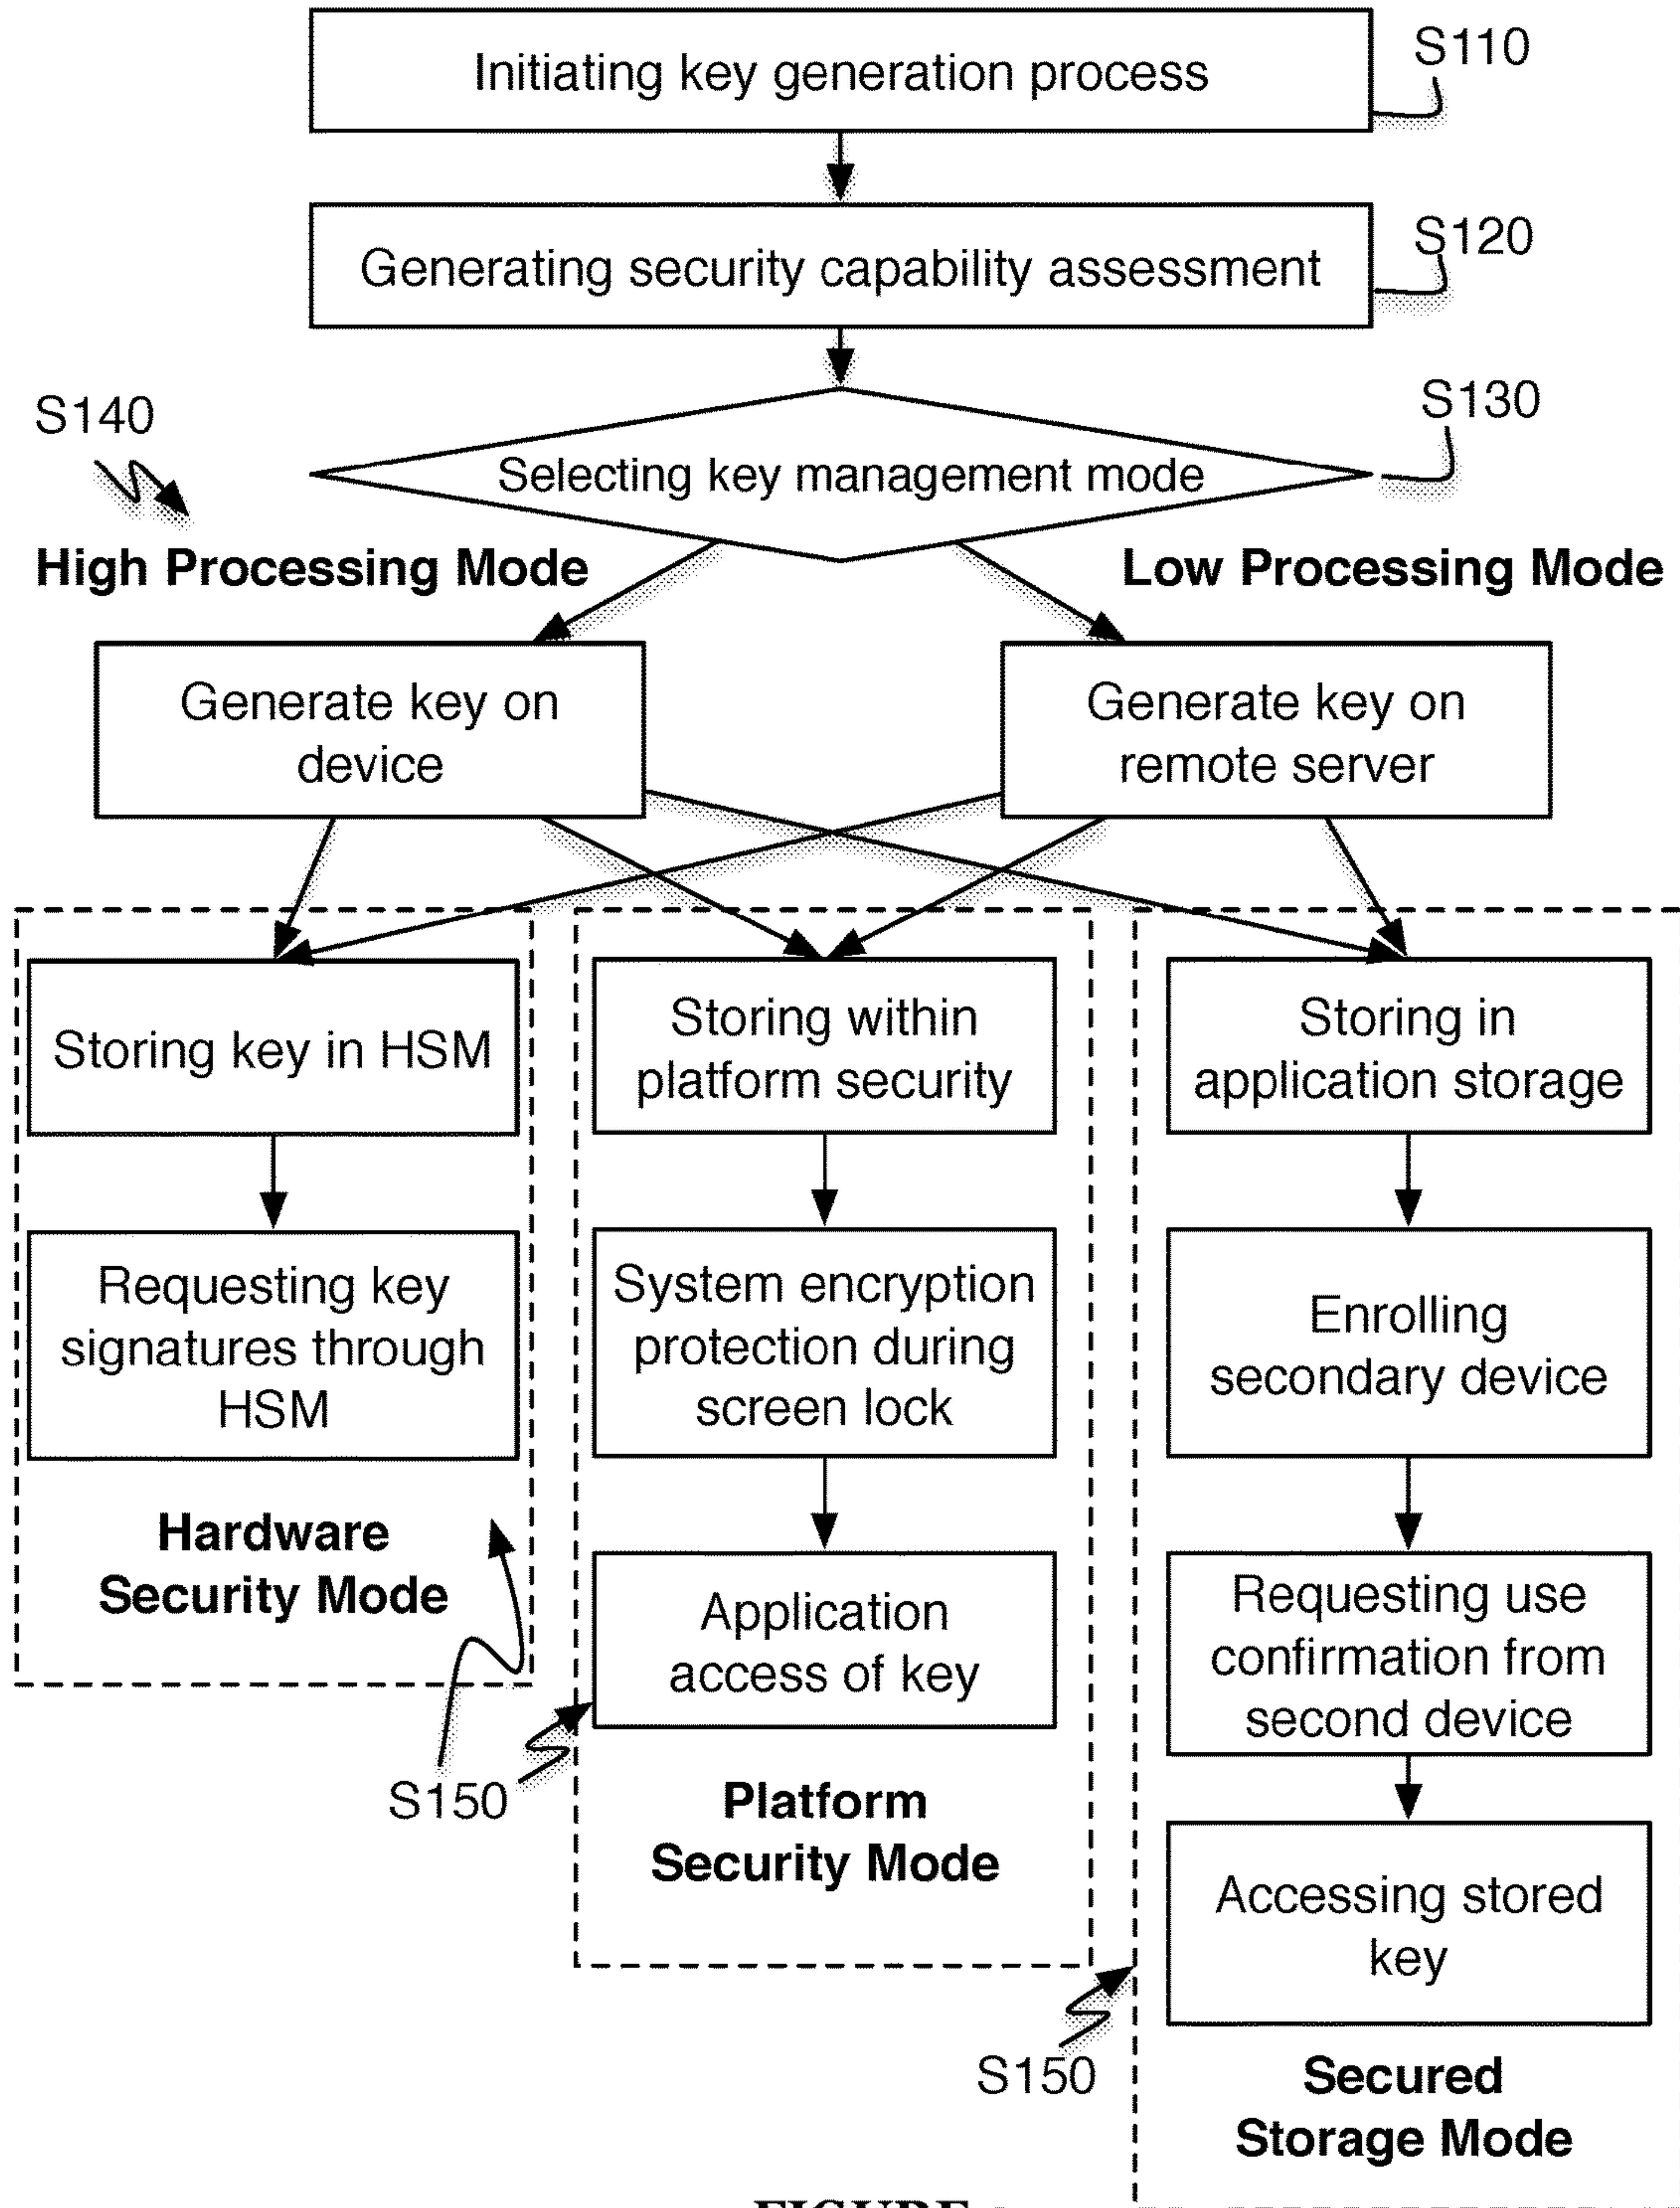 Initiating key generation process
S110
Generating security capability assessment
S120
S140
Selecting key management mode
S130
High Processing Mode
Low Processing Mode
Generate key on
device
Generate key on
remote server
Storing key in HSM
Requesting key
signatures through
HSM
Hardware
Security Mode
S150
Storing within
platform security
System encryption
protection during
screen lock
Application
access of key
Platform
Security Mode
Storing in
application storage
Enrolling
secondary device
Requesting use
confirmation from
second device
Accessing stored
key
S150
Secured
Storage Mode
FIGURE